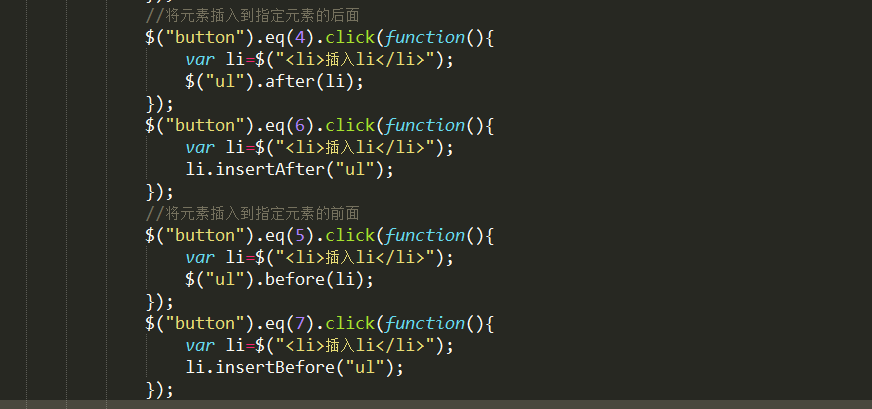 });
//将元素插入到指定元素的后面
$("button").eq(4).click(function(){
var li=$("<li>插入li</li>");
$("ul").after(li);
});
$("button").eq(6).click(function(){
var li=$("<li>插入li</li>");
li.insertAfter("ul");
});
//将元素插入到指定元素的前面
$("button").eq(5).click(function(){
var li=$("<li>插入li</li>");
$("ul").before(li);
});
$("button").eq(7).click(function(){
var li=$("<li>插入li</li>");
li.insertBefore("ul");
});